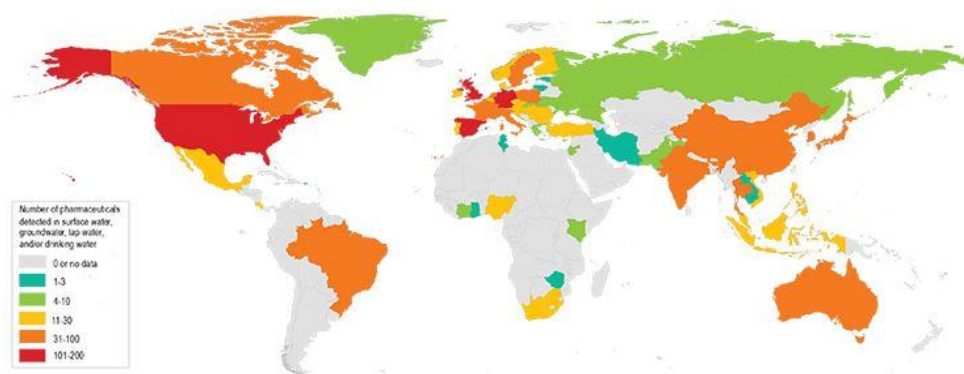 Number of pharmaceuticals
detected in surface water,
groundwater, tap water,
and/or drinking water
0 or no data
1-3
4-10
11-30
31-100
101-200